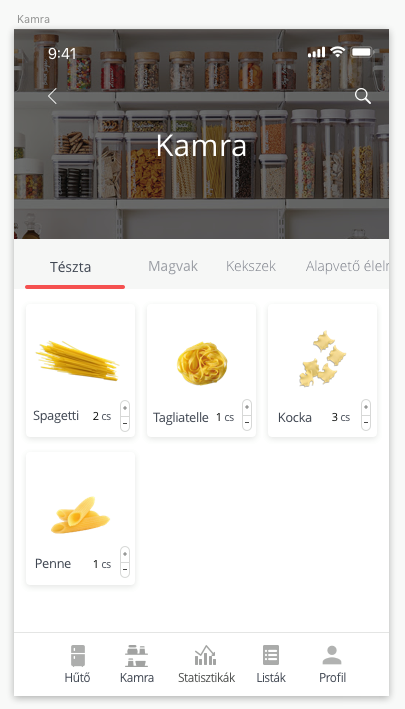 Kamra
9:41
Kamra
Tészta Magvak Kekszek Alapvető élelr
Spagetti 2 cs + −
Tagliatelle 1 cs + −
Kocka 3 cs + −
Penne 1 cs + −
Hűtő Kamra Statisztikák Listák Profil